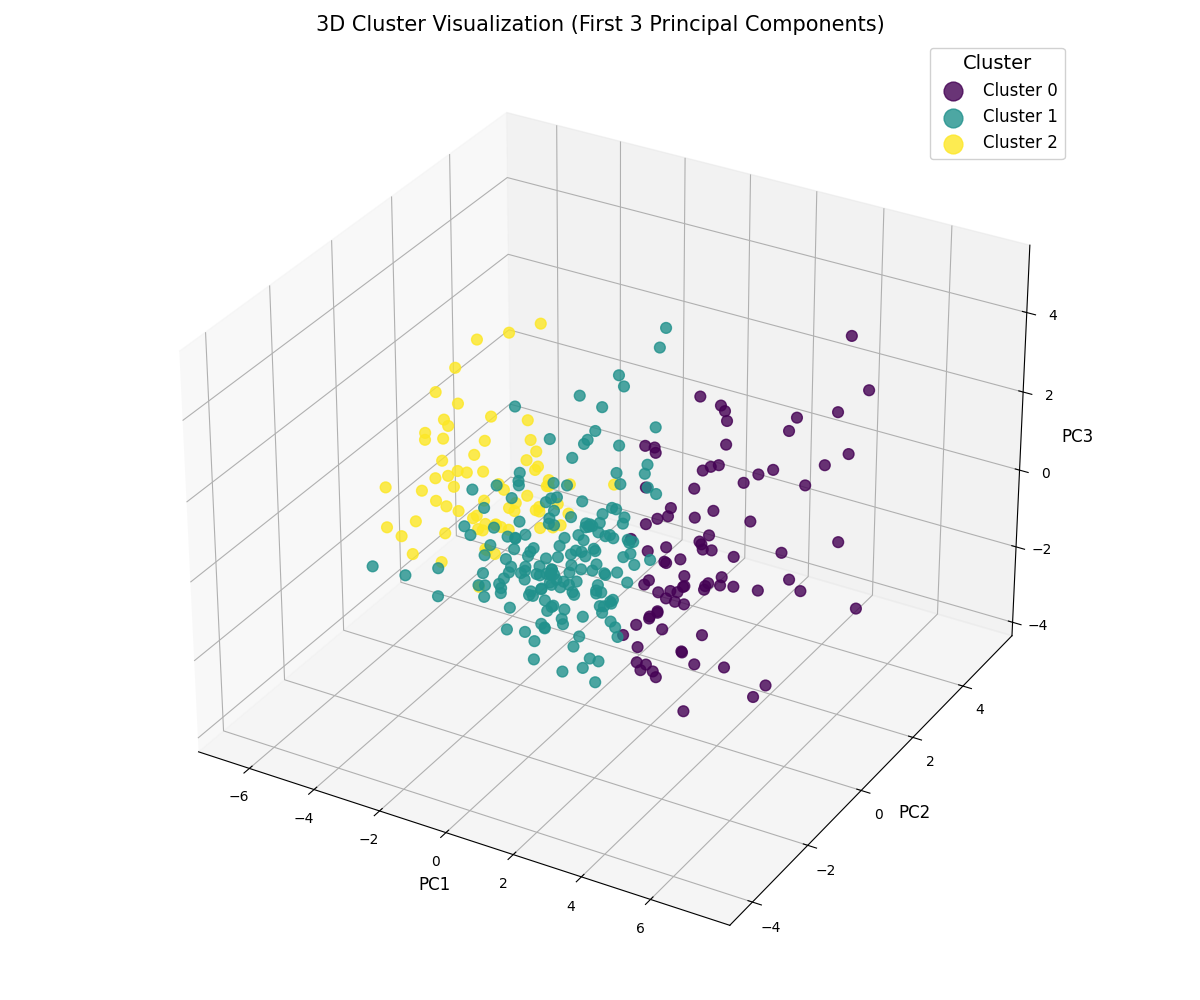 3D Cluster Visualization (First 3 Principal Components)
Cluster
Cluster 0
Cluster 1
Cluster 2
4
2
PC3
0
−2
−4
4
2
0
PC2
−2
−4
−6
−4
−2
0
PC1
2
4
6